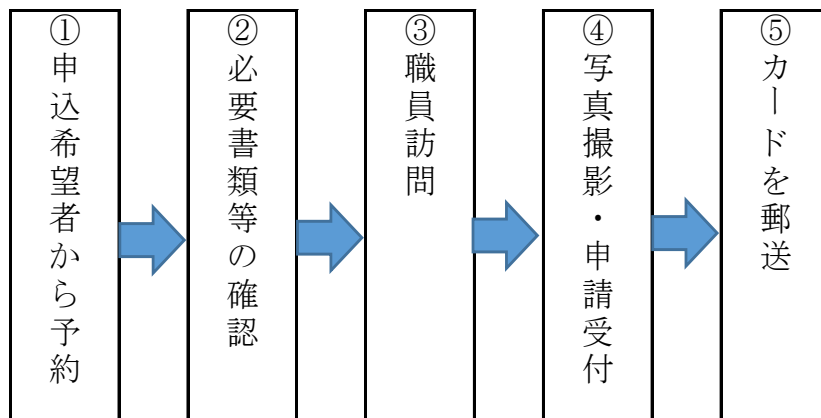 ①申込希望者から予約
②必要書類等の確認
③職員訪問
④写真撮影・申請受付
⑤カードを郵送